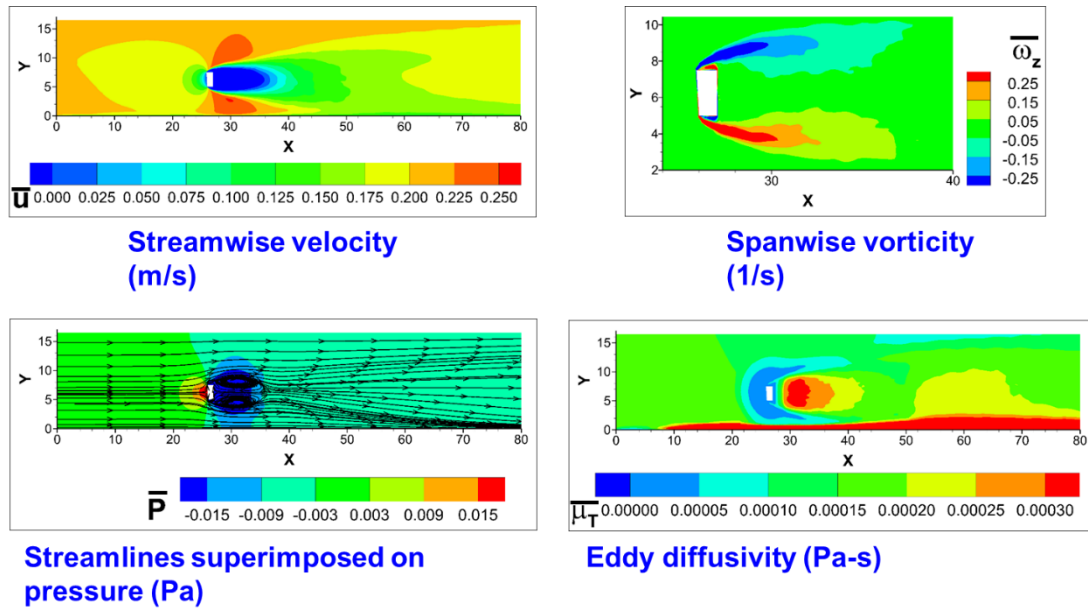 Y
15
10
5
0
0 10 20 30 40 50 60 70 80
X
u 0.000 0.025 0.050 0.075 0.100 0.125 0.150 0.175 0.200 0.225 0.250
Streamwise velocity
(m/s)
Y
10
8
6
4
2
30 40
X
ωz
0.25
0.15
0.05
-0.05
-0.15
-0.25
Spanwise vorticity
(1/s)
Y
15
10
5
0
0 10 20 30 40 50 60 70 80
X
P -0.015 -0.009 -0.003 0.003 0.009 0.015
Streamlines superimposed on
pressure (Pa)
Y
15
10
5
0
0 10 20 30 40 50 60 70 80
X
μT 0.00000 0.00005 0.00010 0.00015 0.00020 0.00025 0.00030
Eddy diffusivity (Pa-s)